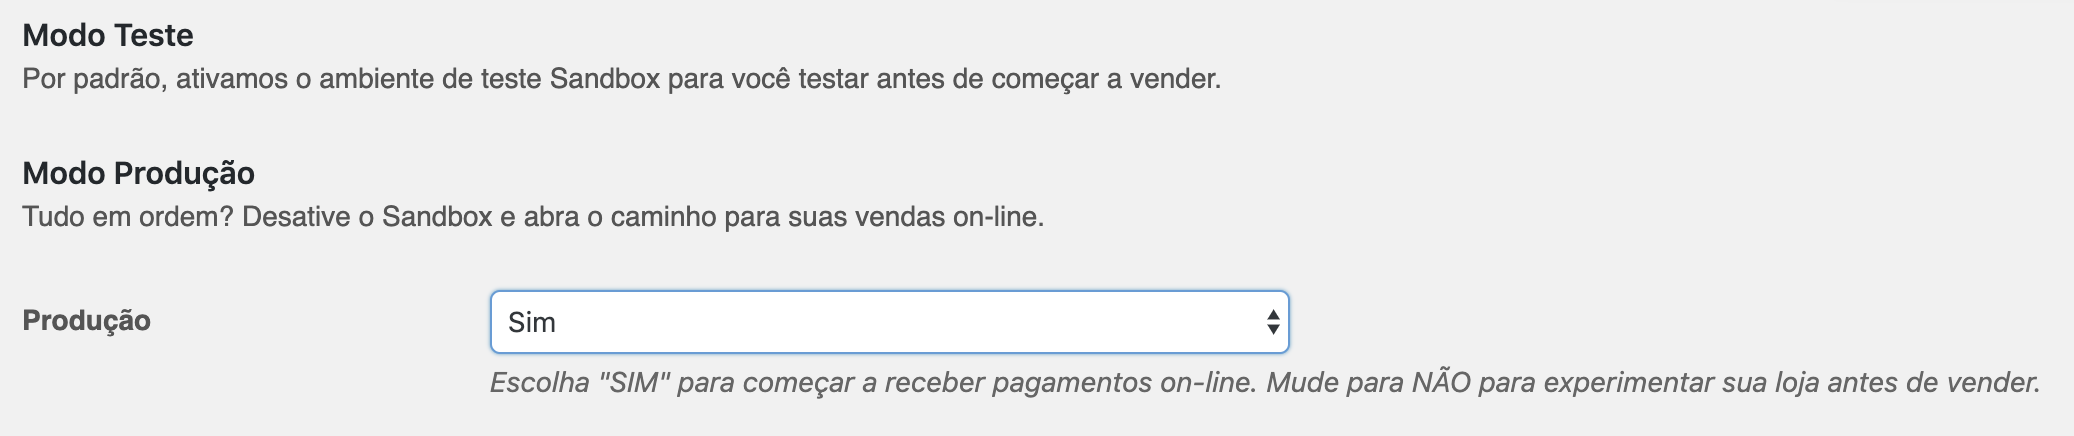 Modo Teste
Por padrão, ativamos o ambiente de teste Sandbox para você testar antes de começar a vender.
Modo Produção
Tudo em ordem? Desative o Sandbox e abra o caminho para suas vendas on-line.
Produção
Sim
Escolha "SIM" para começar a receber pagamentos on-line. Mude para NÃO para experimentar sua loja antes de vender.